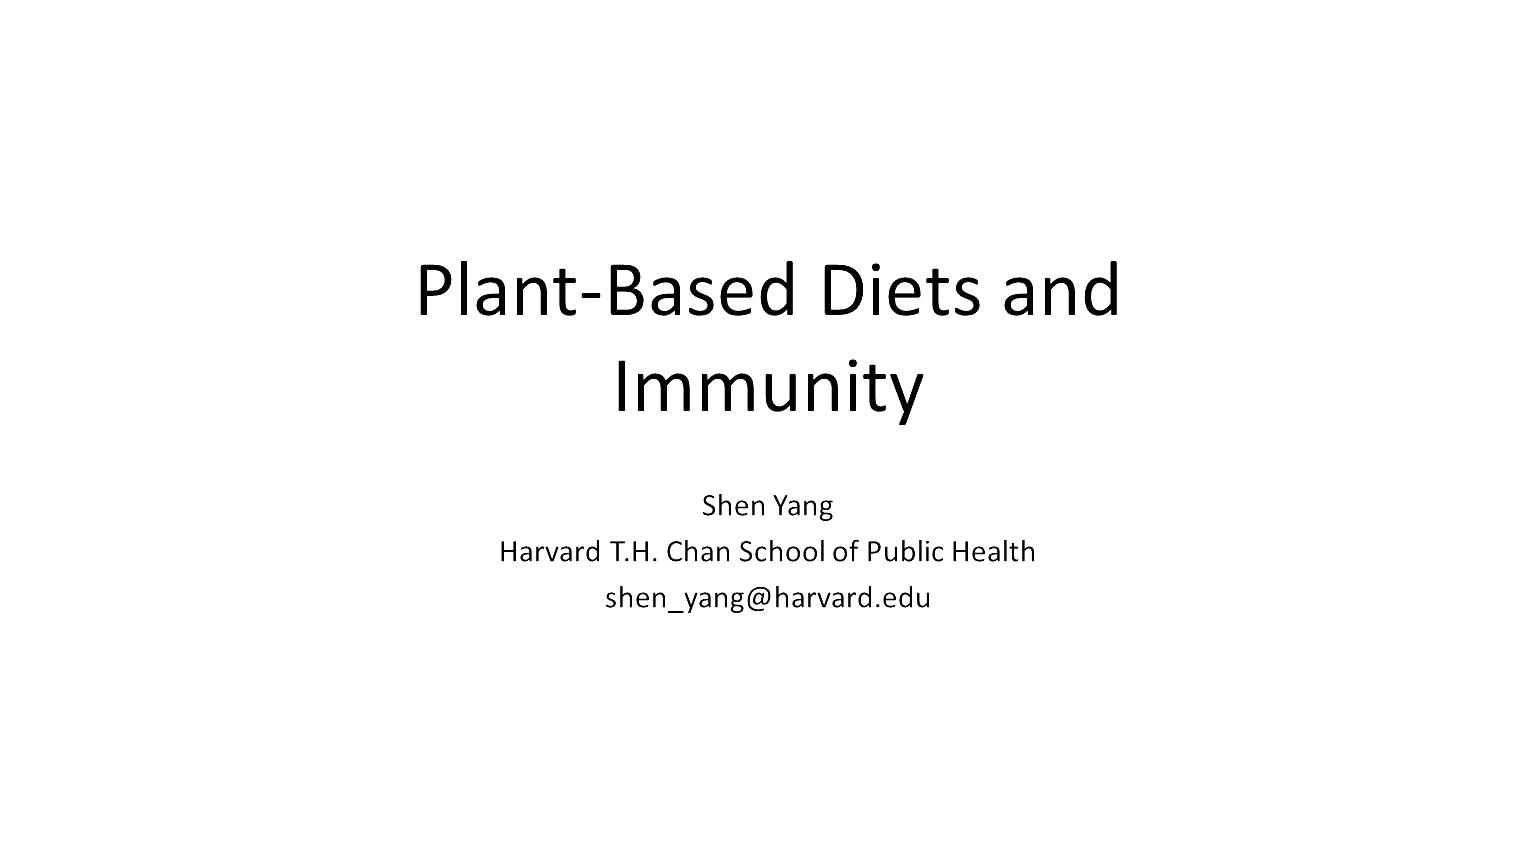 Plant-Based Diets and
Immunity
Shen Yang
Harvard T.H. Chan School of Public Health
shen_yang@harvard.edu